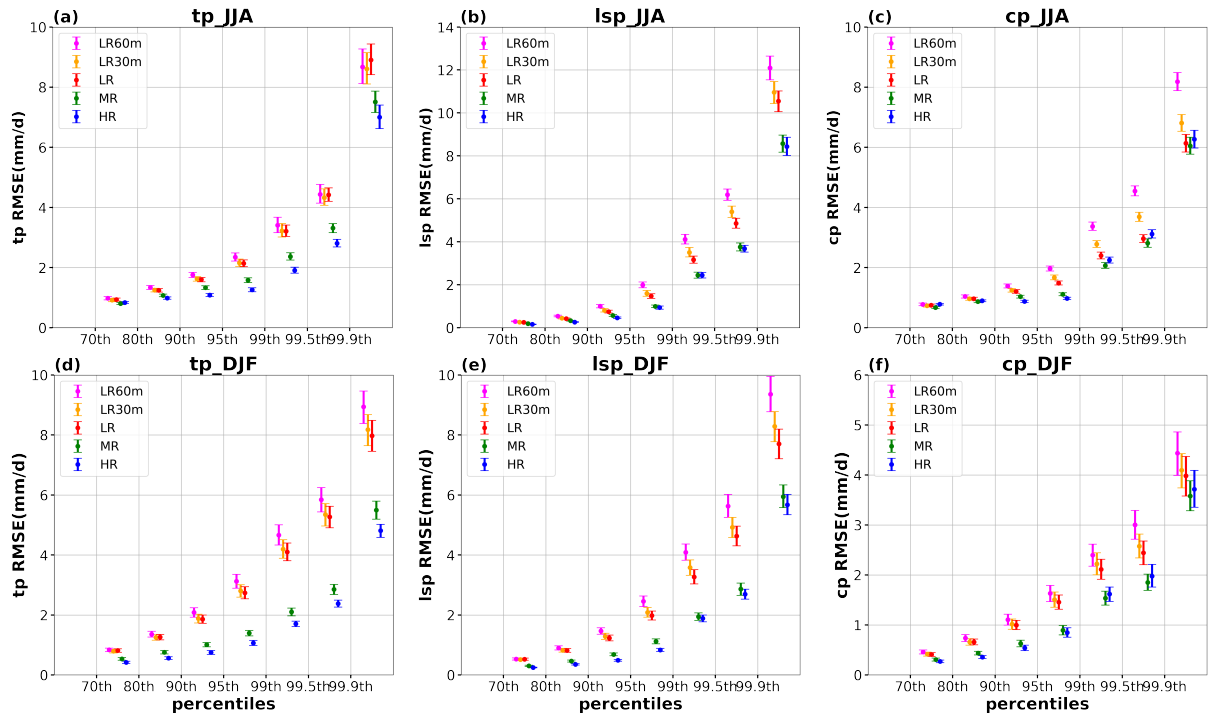 (a) tp_JJA
tp RMSE(mm/d)
10
8
6
4
2
0
LR60m
LR30m
LR
MR
HR
70th 80th 90th 95th 99th 99.5th 99.9th
(b) lsp_JJA
lsp RMSE(mm/d)
14
12
10
8
6
4
2
0
LR60m
LR30m
LR
MR
HR
70th 80th 90th 95th 99th 99.5th 99.9th
(c) cp_JJA
cp RMSE(mm/d)
10
8
6
4
2
0
LR60m
LR30m
LR
MR
HR
70th 80th 90th 95th 99th 99.5th 99.9th
(d) tp_DJF
tp RMSE(mm/d)
10
8
6
4
2
0
LR60m
LR30m
LR
MR
HR
70th 80th 90th 95th 99th 99.5th 99.9th
percentiles
(e) lsp_DJF
lsp RMSE(mm/d)
10
8
6
4
2
0
LR60m
LR30m
LR
MR
HR
70th 80th 90th 95th 99th 99.5th 99.9th
percentiles
(f) cp_DJF
cp RMSE(mm/d)
6
5
4
3
2
1
0
LR60m
LR30m
LR
MR
HR
70th 80th 90th 95th 99th 99.5th 99.9th
percentiles